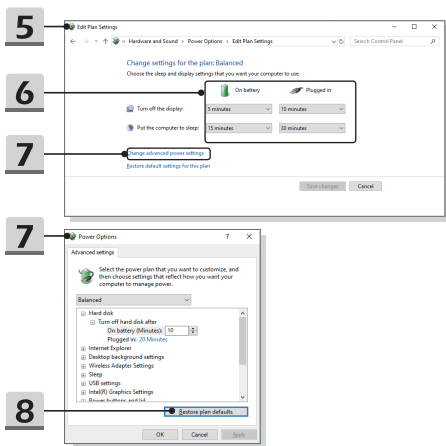 5
Edit Plan Settings
« Hardware and Sound › Power Options › Edit Plan Settings
Search Control Panel
Change settings for the plan: Balanced
Choose the sleep and display settings that you want your computer to use.
6
On battery Plugged in
Turn off the display: 5 minutes 10 minutes
Put the computer to sleep: 15 minutes 30 minutes
7
Change advanced power settings
Restore default settings for this plan
Save changes Cancel
7
Power Options ?
Advanced settings
Select the power plan that you want to customize, and
then choose settings that reflect how you want your
computer to manage power.
Balanced
Hard disk
Turn off hard disk after
On battery (Minutes): 10
Plugged in: 20 Minutes
Internet Explorer
Desktop background settings
Wireless Adapter Settings
Sleep
USB settings
Intel(R) Graphics Settings
Power buttons and lid
8
Restore plan defaults
OK Cancel Apply